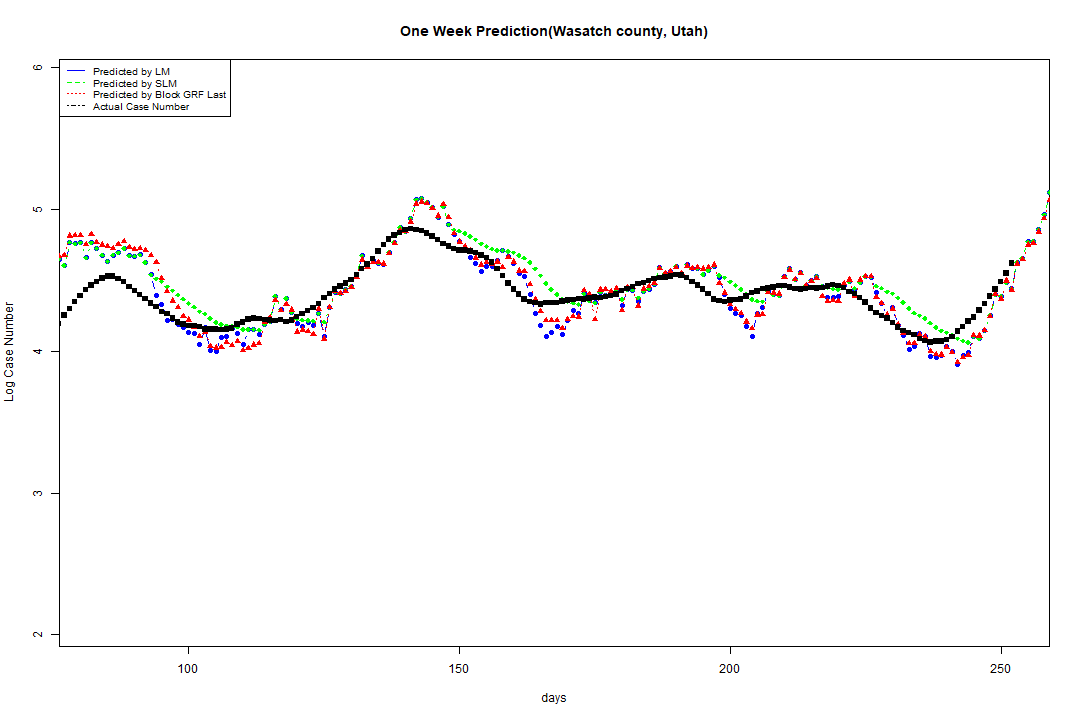 One Week Prediction(Wasatch county, Utah)
Predicted by LM
Predicted by SLM
Predicted by Block GRF Last
Actual Case Number
6
5
4
3
2
Log Case Number
100 150 200 250
days